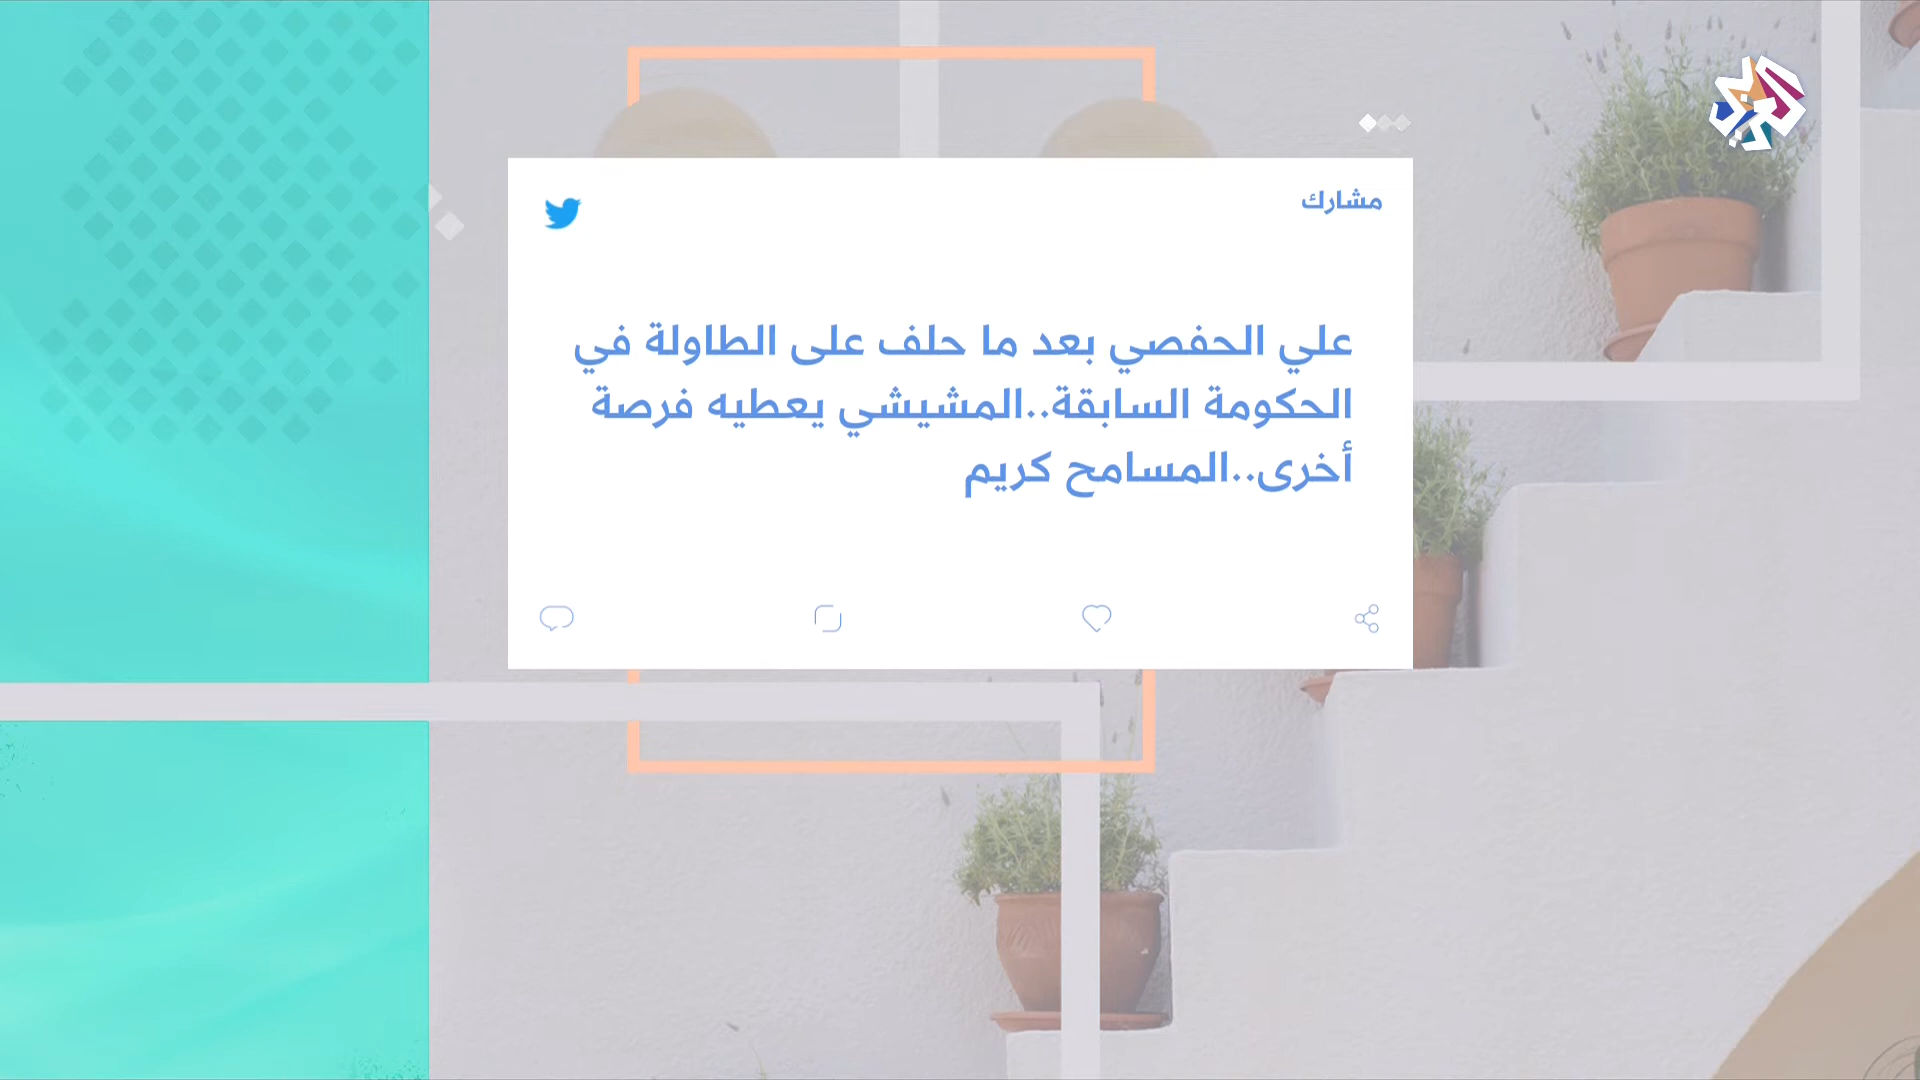 مشارك
علي الحفصي بعد ما حلف على الطاولة في
الحكومة السابقة..المشيشي يعطيه فرصة
أخرى..المسامح كريم